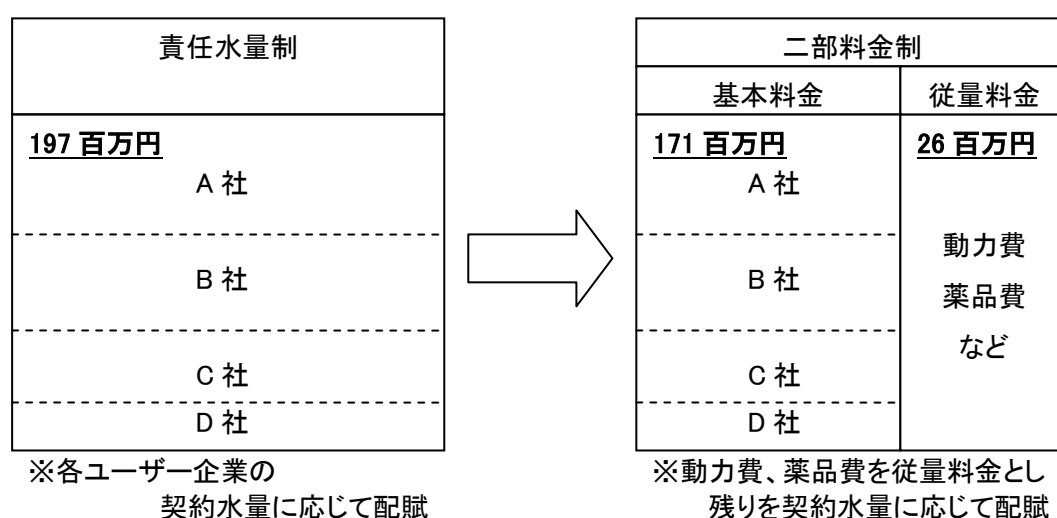 責任水量制
197 百万円
A 社
B 社
C 社
D 社
※各ユーザー企業の
契約水量に応じて配賦
二部料金制
基本料金
従量料金
171 百万円
A 社
B 社
C 社
D 社
26 百万円
動力費
薬品費
など
※動力費、薬品費を従量料金とし
残りを契約水量に応じて配賦